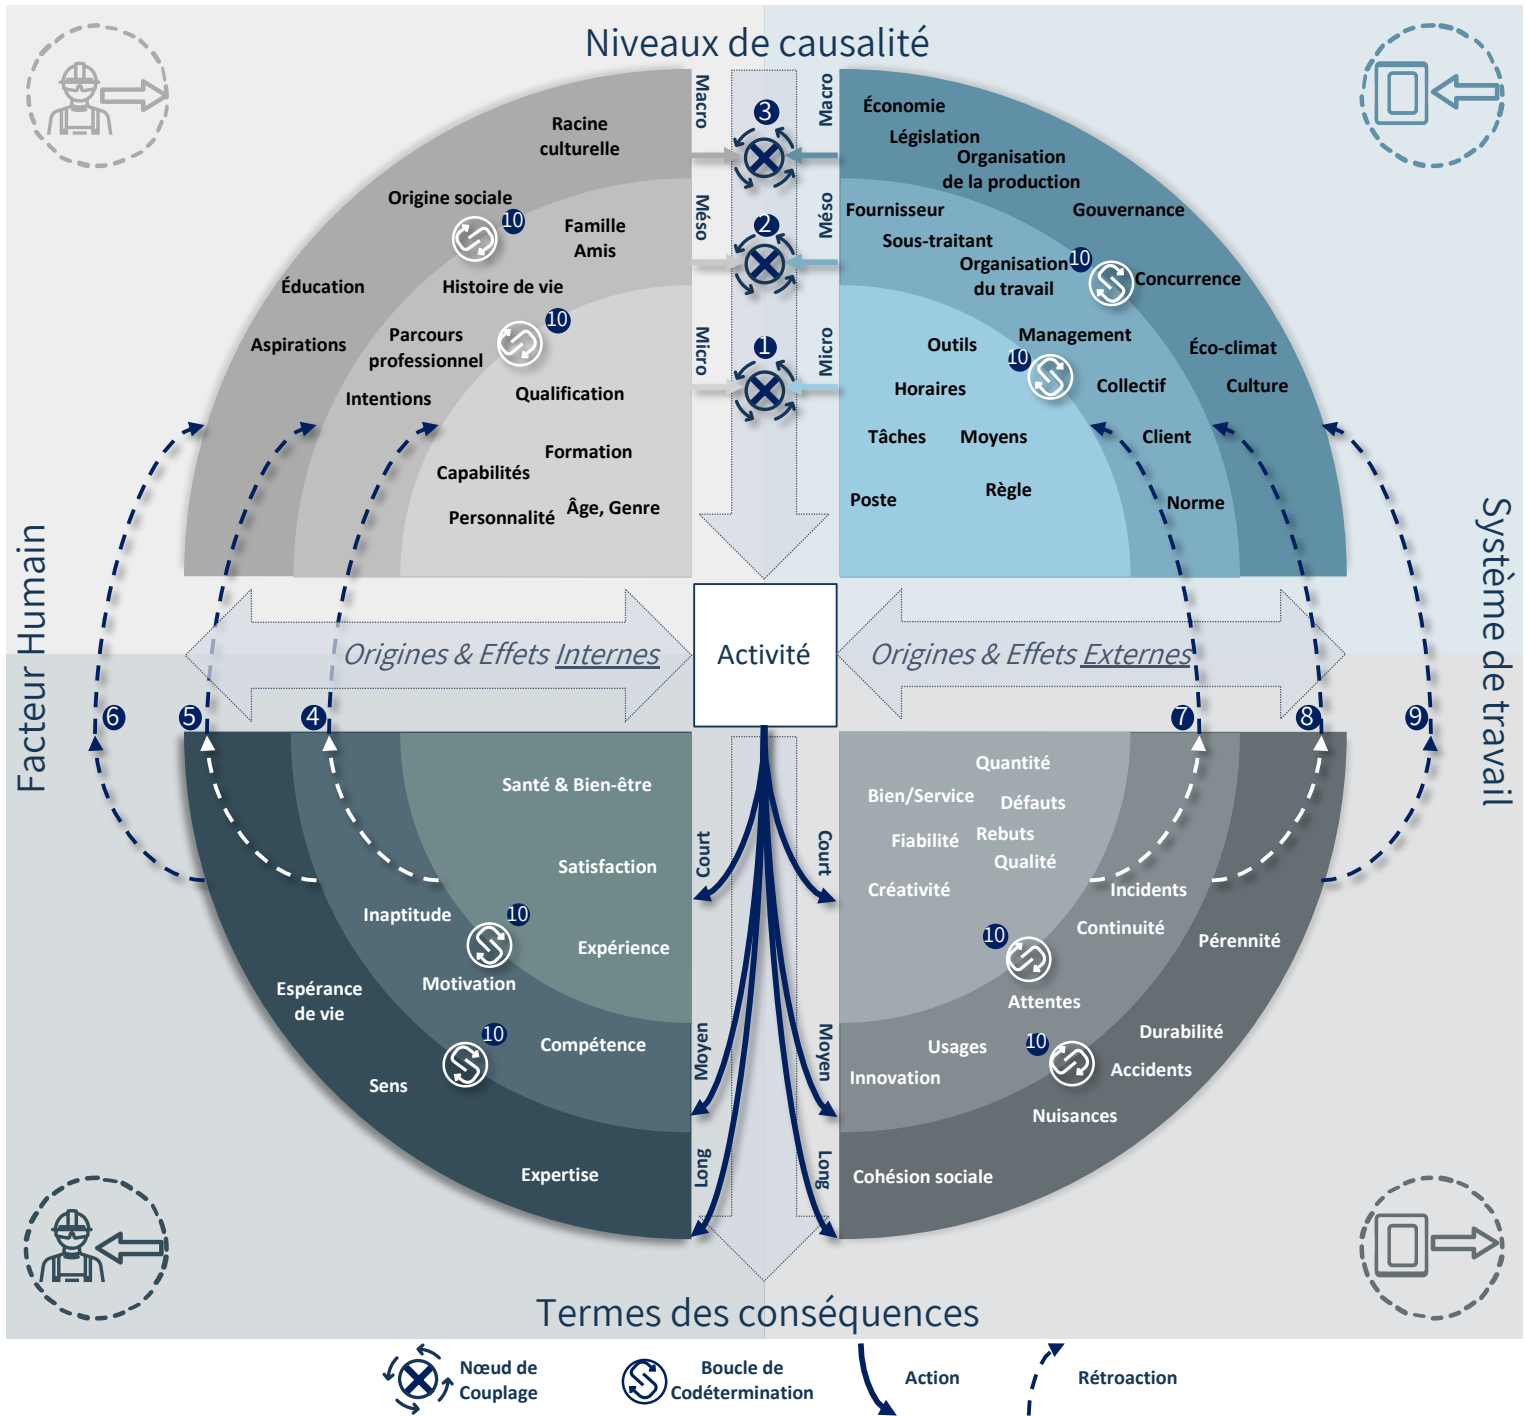 Niveaux de causalité
Macro
Macro
3
Racine
culturelle
Économie
Législation
Organisation
de la production
Origine sociale
10
Famille
Amis
Méso
Méso
2
Fournisseur
Gouvernance
Sous-traitant
Organisation
du travail
10
Concurrence
Éducation
Histoire de vie
10
Aspirations
Parcours
professionnel
Intentions
Qualification
Micro
Micro
1
Outils
Management
10
Éco-climat
Horaires
Collectif
Culture
Formation
Capabilités
Personnalité
Âge, Genre
Tâches
Moyens
Client
Poste
Règle
Norme
Facteur Humain
Système de travail
Origines & Effets Internes
Activité
Origines & Effets Externes
6
5
4
7
8
9
Santé & Bien-être
Satisfaction
Expérience
Inaptitude
10
Motivation
Espérance
de vie
10
Compétence
Sens
Expertise
Court
Court
Moyen
Moyen
Long
Long
Quantité
Bien/Service
Défauts
Fiabilité
Rebuts
Qualité
Créativité
Incidents
Continuité
Pérennité
10
Attentes
Usages
10
Durabilité
Innovation
Accidents
Nuisances
Cohésion sociale
Termes des conséquences
Nœud de
Couplage
Boucle de
Codétermination
Action
Rétroaction